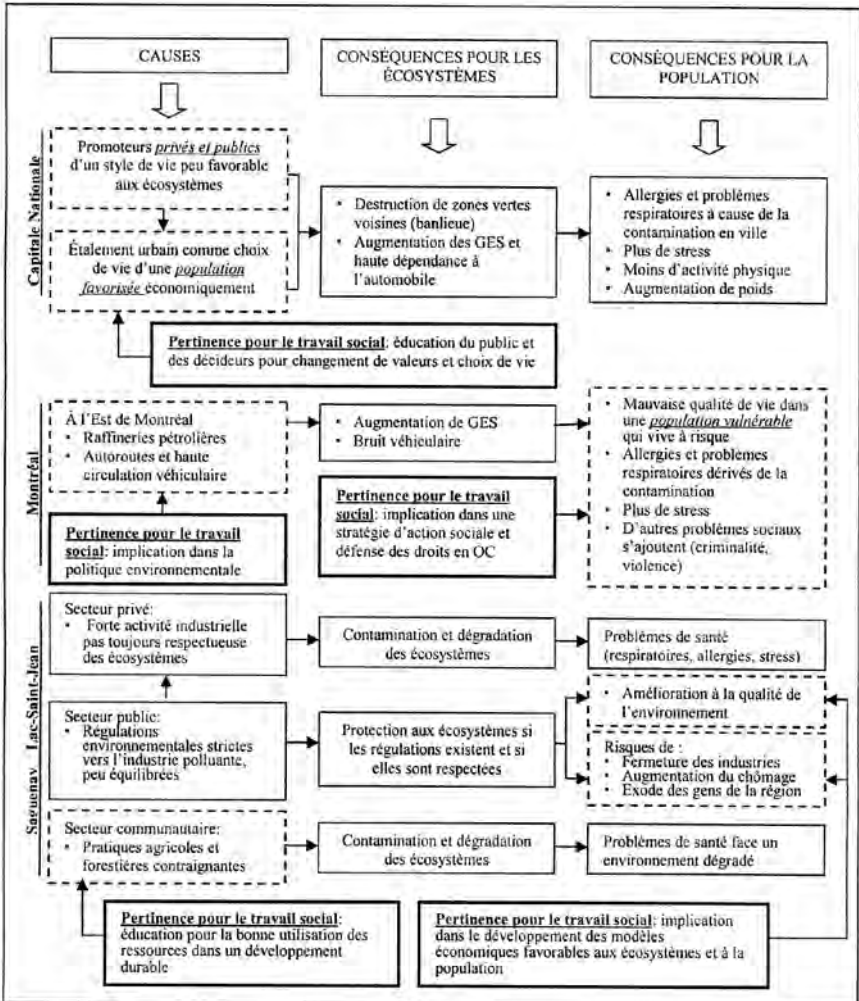 CAUSES
CONSÉQUENCES POUR LES
ÉCOSYSTÈMES
CONSÉQUENCES POUR LA
POPULATION
Capitale Nationale
Promoteurs privés et publics
d'un style de vie peu favorable
aux écosystèmes
Étalement urbain comme choix
de vie d'une population
favorisée économiquement
• Destruction de zones vertes
voisines (banlieue)
• Augmentation des GES et
haute dépendance à
l'automobile
• Allergies et problèmes
respiratoires à cause de la
contamination en ville
• Plus de stress
• Moins d'activité physique
• Augmentation de poids
Pertinence pour le travail social: éducation du public et
des décideurs pour changement de valeurs et choix de vie
Montréal
À l'Est de Montréal
• Raffineries pétrolières
• Autoroutes et haute
circulation véhiculaire
• Augmentation de GES
• Bruit véhiculaire
• Mauvaise qualité de vie dans
une population vulnérable
qui vive à risque
• Allergies et problèmes
respiratoires dérivés de la
contamination
• Plus de stress
• D'autres problèmes sociaux
s'ajoutent (criminalité,
violence)
Pertinence pour le travail
social: implication dans la
politique environnementale
Pertinence pour le travail
social: implication dans une
stratégie d'action sociale et
défense des droits en OC
Saguenay Lac-Saint-Jean
Secteur privé:
• Forte activité industrielle
pas toujours respectueuse
des écosystèmes
Contamination et dégradation
des écosystèmes
Problèmes de santé
(respiratoires, allergies, stress)
Secteur public:
• Régulations
environnementales strictes
vers l'industrie polluante,
peu équilibrées
Protection aux écosystèmes si
les régulations existent et si
elles sont respectées
• Amélioration à la qualité de
l'environnement
Risques de :
• Fermeture des industries
• Augmentation du chômage
• Exode des gens de la région
Secteur communautaire:
• Pratiques agricoles et
forestières contraignantes
Contamination et dégradation
des écosystèmes
Problèmes de santé face un
environnement dégradé
Pertinence pour le travail social:
éducation pour la bonne utilisation des
ressources dans un développement
durable
Pertinence pour le travail social: implication
dans le développement des modèles
économiques favorables aux écosystèmes et à la
population